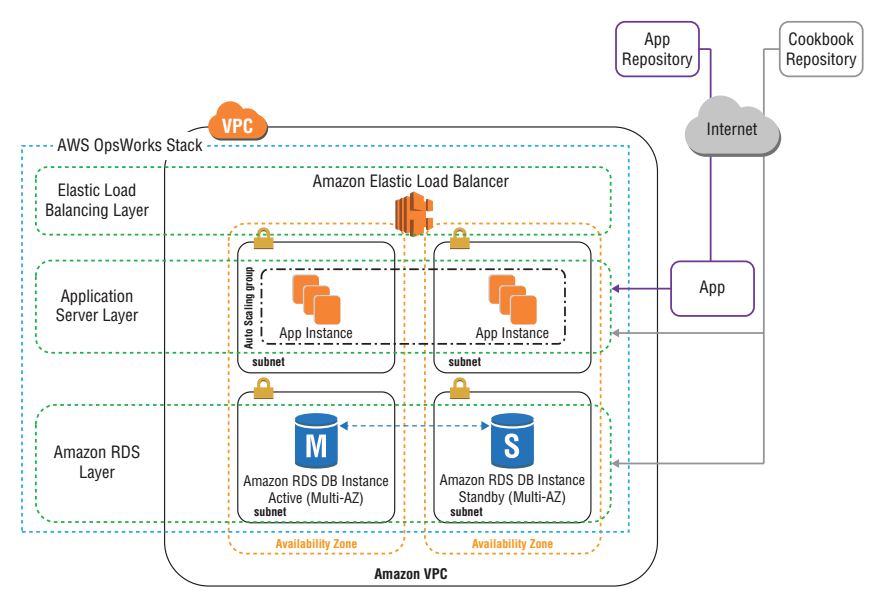 App
Repository
Cookbook
Repository
VPC
Internet
AWS OpsWorks Stack
Elastic Load
Balancing Layer
Amazon Elastic Load Balancer
Application
Server Layer
Auto Scaling group
App Instance
App Instance
App
subnet
subnet
Amazon RDS
Layer
M
S
Amazon RDS DB Instance
Active (Multi-AZ)
Amazon RDS DB Instance
Standby (Multi-AZ)
subnet
subnet
Availability Zone
Availability Zone
Amazon VPC